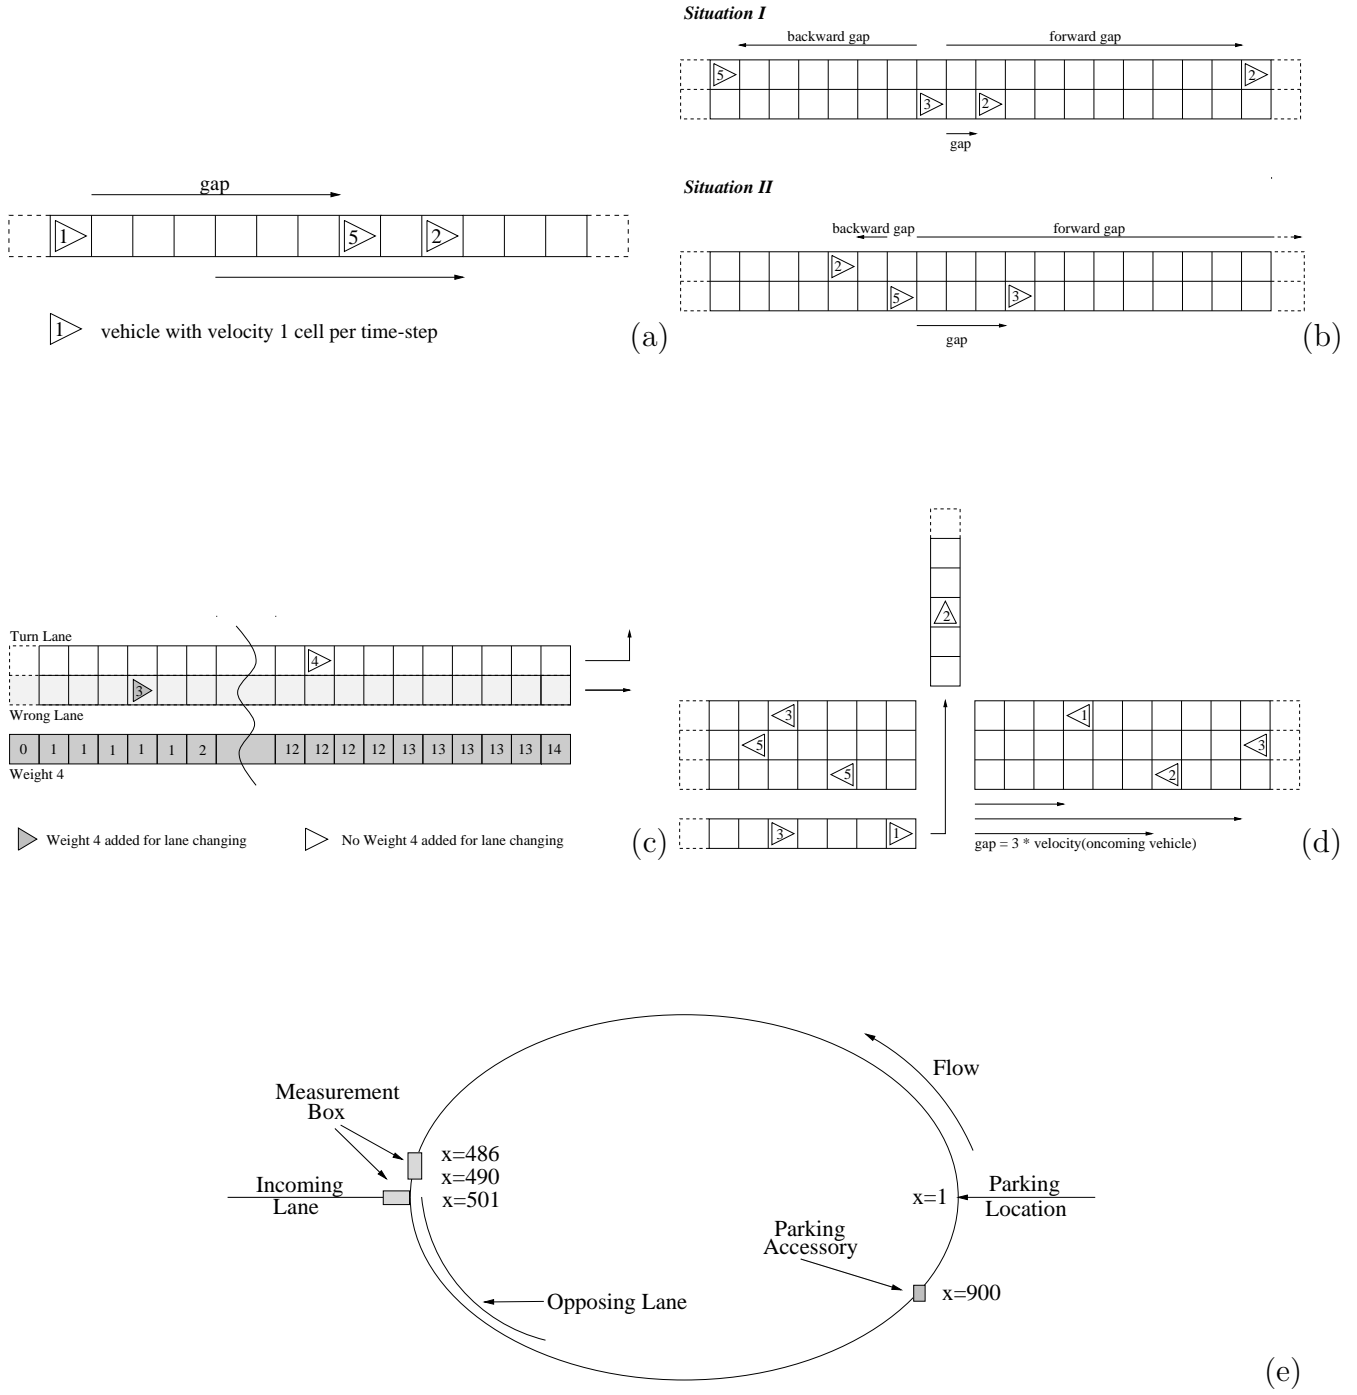 gap
1
5
2
1 vehicle with velocity 1 cell per time-step
(a)
Situation I
backward gap
forward gap
5
2
3
2
gap
Situation II
backward gap
forward gap
2
5
3
gap
(b)
Turn Lane
4
3
Wrong Lane
0 1 1 1 1 1 2 12 12 12 12 13 13 13 13 13 14
Weight 4
Weight 4 added for lane changing
No Weight 4 added for lane changing
(c)
2
3
1
5
3
5
2
3
1
gap = 3 * velocity(oncoming vehicle)
(d)
Flow
Measurement
Box
x=486
x=490
x=501
Incoming
Lane
x=1
Parking
Location
Parking
Accessory
x=900
Opposing Lane
(e)